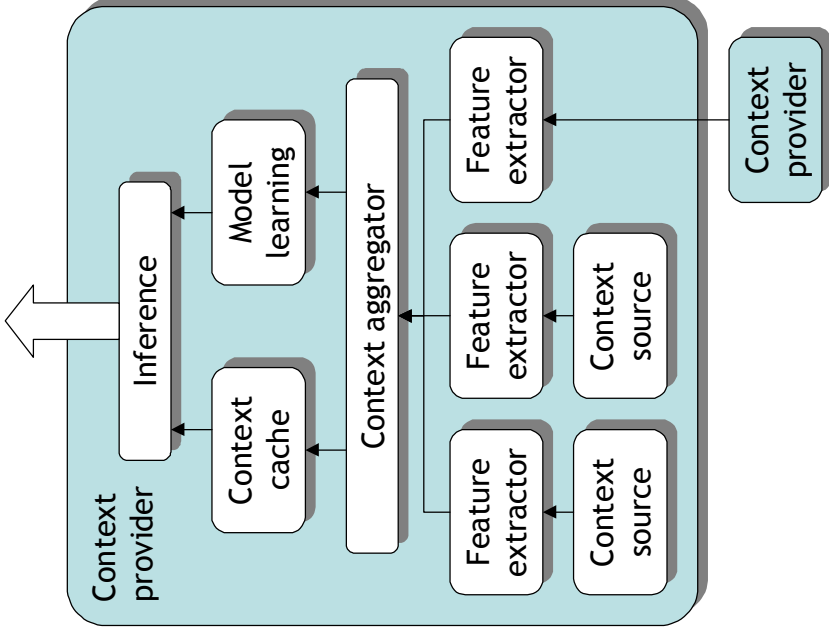 Context
provider
Inference
Context
cache
Model
learning
Context aggregator
Feature
extractor
Feature
extractor
Feature
extractor
Context
source
Context
source
Context
provider